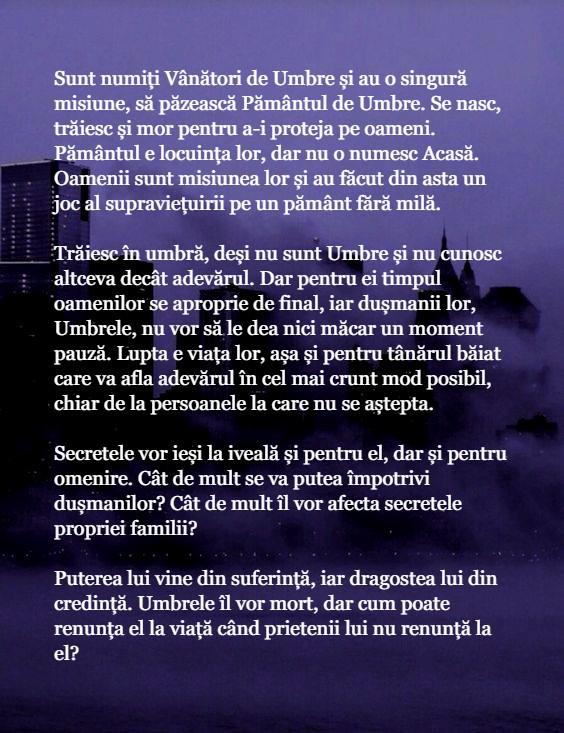 Sunt numiți Vânători de Umbre și au o singură
misiune, să păzească Pământul de Umbre. Se nasc,
trăiesc și mor pentru a-i proteja pe oameni.
Pământul e locuința lor, dar nu o numesc Acasă.
Oamenii sunt misiunea lor și au făcut din asta un
joc al supraviețuirii pe un pământ fără milă.
Trăiesc în umbră, deși nu sunt Umbre și nu cunosc
altceva decât adevărul. Dar pentru ei timpul
oamenilor se aproprie de final, iar dușmanii lor,
Umbrele, nu vor să le dea nici măcar un moment
pauză. Lupta e viața lor, așa și pentru tânărul băiat
care va afla adevărul în cel mai crunt mod posibil,
chiar de la persoanele la care nu se aștepta.
Secretele vor ieși la iveală și pentru el, dar și pentru
omenire. Cât de mult se va putea împotrivi
dușmanilor? Cât de mult îl vor afecta secretele
propriei familii?
Puterea lui vine din suferință, iar dragostea lui din
credință. Umbrele îl vor mort, dar cum poate
renunța el la viață când prietenii lui nu renunță la
el?